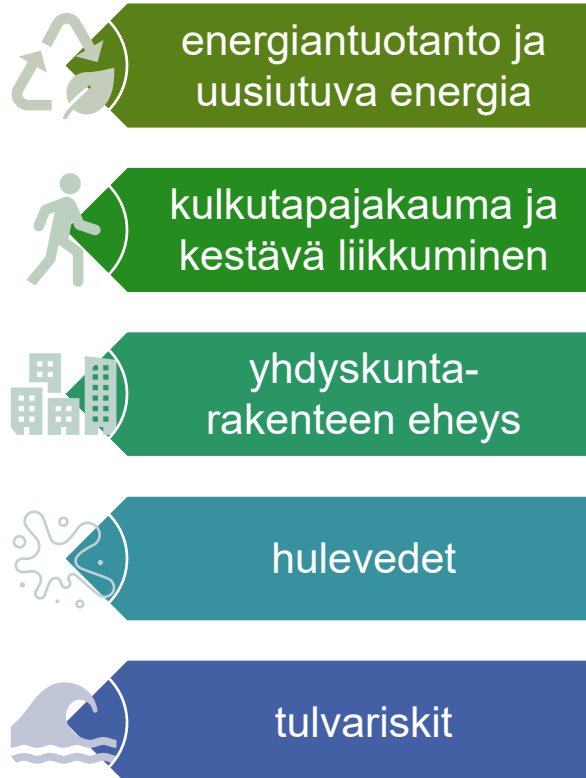 energiantuotanto ja
uusiutuva energia
kulkutapajakauma ja
kestävä liikkuminen
yhdyskunta-
rakenteen eheys
hulevedet
tulvariskit